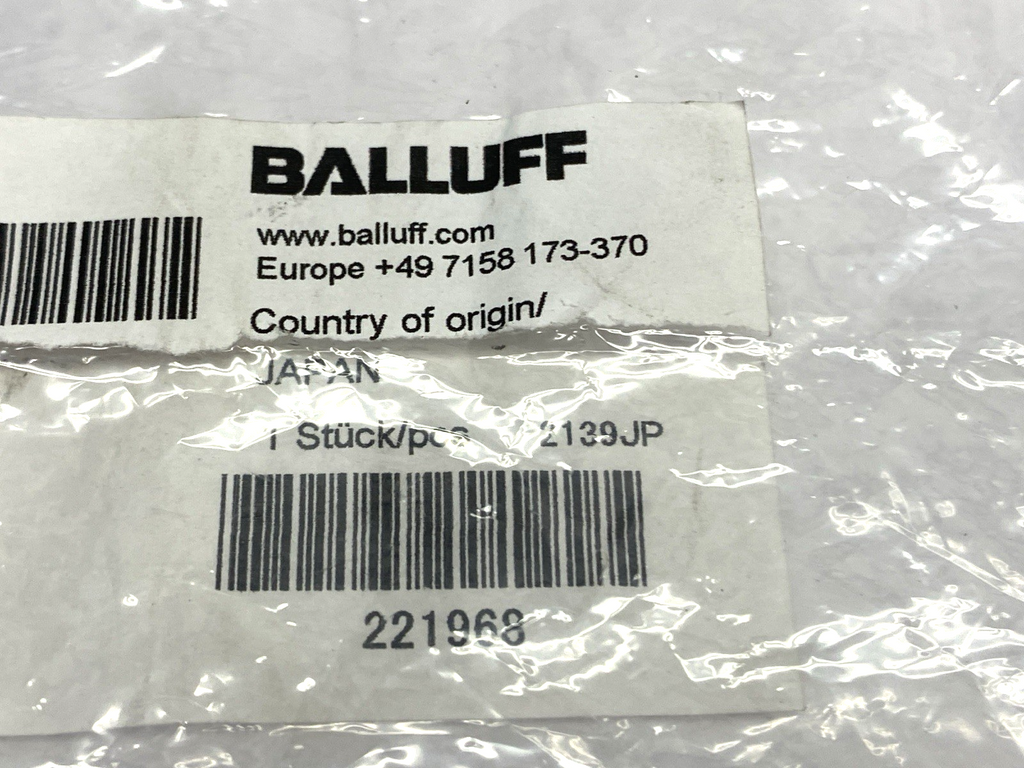 BALLUFF
www.balluff.com
Europe +49 7158 173-370
Country of origin/
JAPAN
1 Stück/pcs 2139JP
221968